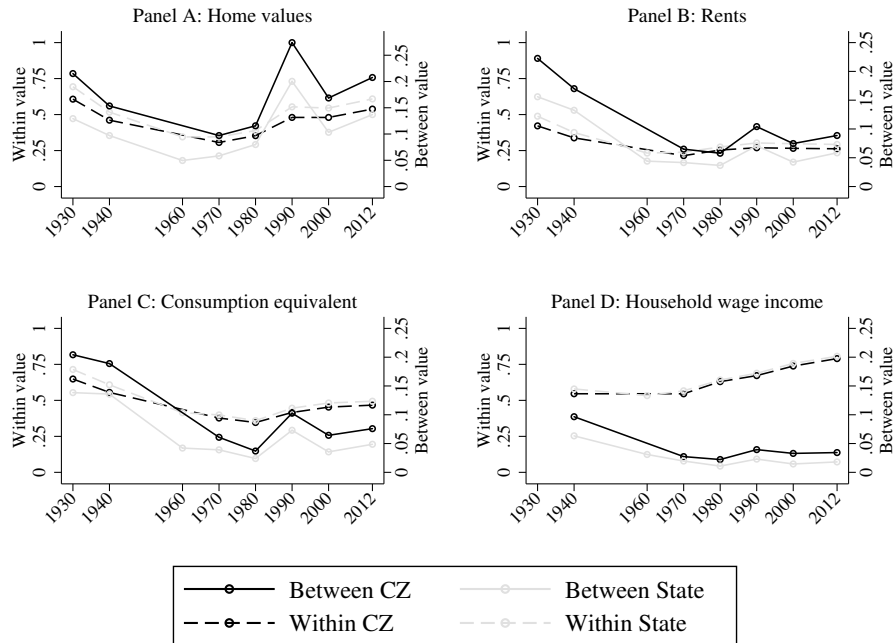 Panel A: Home values
Within value
0 .25 .5 .75 1
0 .05 .1 .15 .2 .25
Between value
1930 1940 1960 1970 1980 1990 2000 2012
Panel B: Rents
Within value
0 .25 .5 .75 1
0 .05 .1 .15 .2 .25
Between value
1930 1940 1960 1970 1980 1990 2000 2012
Panel C: Consumption equivalent
Within value
0 .25 .5 .75 1
0 .05 .1 .15 .2 .25
Between value
1930 1940 1960 1970 1980 1990 2000 2012
Panel D: Household wage income
Within value
0 .25 .5 .75 1
0 .05 .1 .15 .2 .25
Between value
1930 1940 1960 1970 1980 1990 2000 2012
Between CZ
Between State
Within CZ
Within State